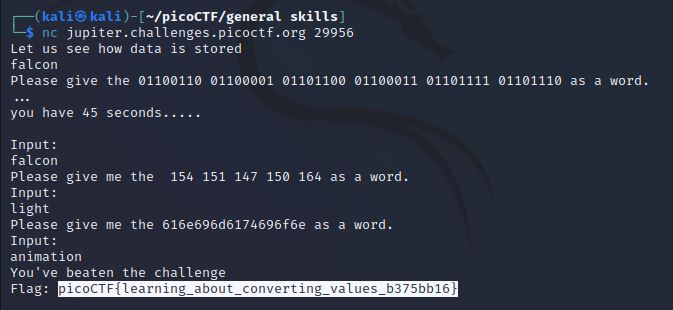 ┌──(kali㉿kali)-[~/picoCTF/general skills]
└─$ nc jupiter.challenges.picoctf.org 29956
Let us see how data is stored
falcon
Please give the 01100110 01100001 01101100 01100011 01101111 01101110 as a word.
...
you have 45 seconds.....
Input:
falcon
Please give me the  154 151 147 150 164 as a word.
Input:
light
Please give me the 616e696d6174696f6e as a word.
Input:
animation
You've beaten the challenge
Flag: picoCTF{learning_about_converting_values_b375bb16}